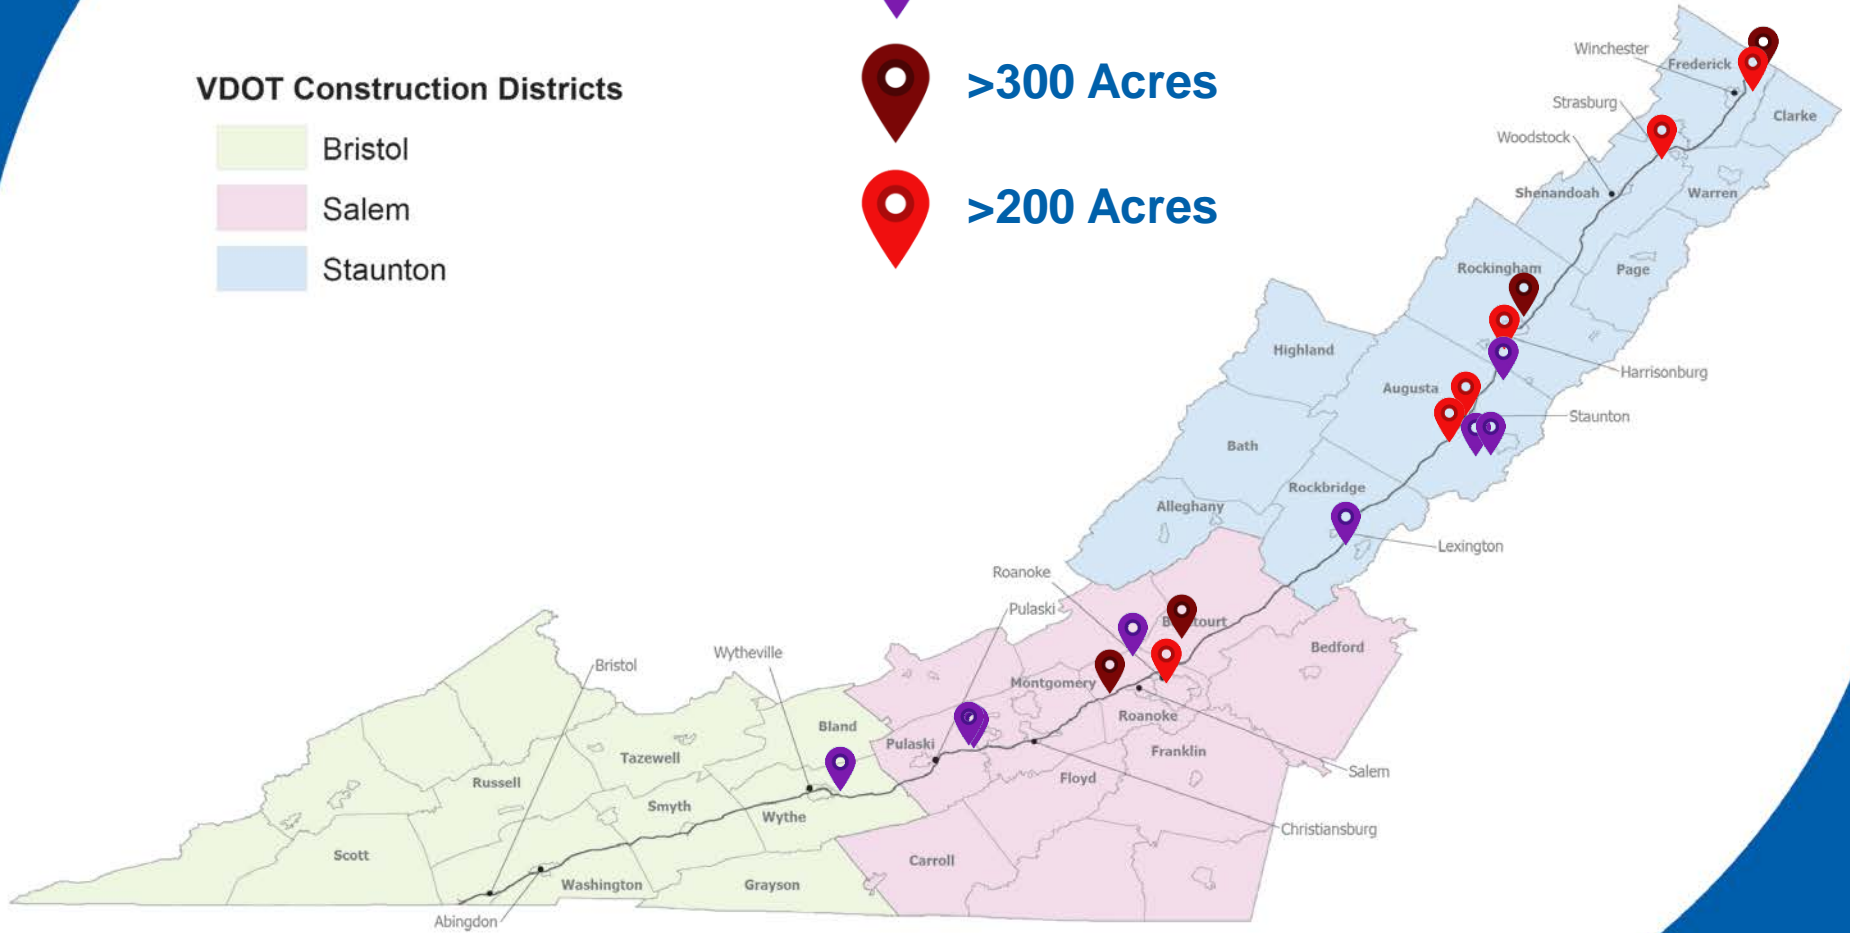 VDOT Construction Districts
Bristol
Salem
Staunton
>300 Acres
>200 Acres
Winchester
Frederick
Strasburg
Clarke
Woodstock
Shenandoah
Warren
Rockingham
Page
Highland
Harrisonburg
Augusta
Staunton
Bath
Rockbridge
Alleghany
Lexington
Roanoke
Pulaski
Bedford
Wytheville
Bristol
Montgomery
Roanoke
Bland
Pulaski
Franklin
Tazewell
Salem
Floyd
Russell
Smyth
Wythe
Christiansburg
Scott
Carroll
Washington
Grayson
Abingdon